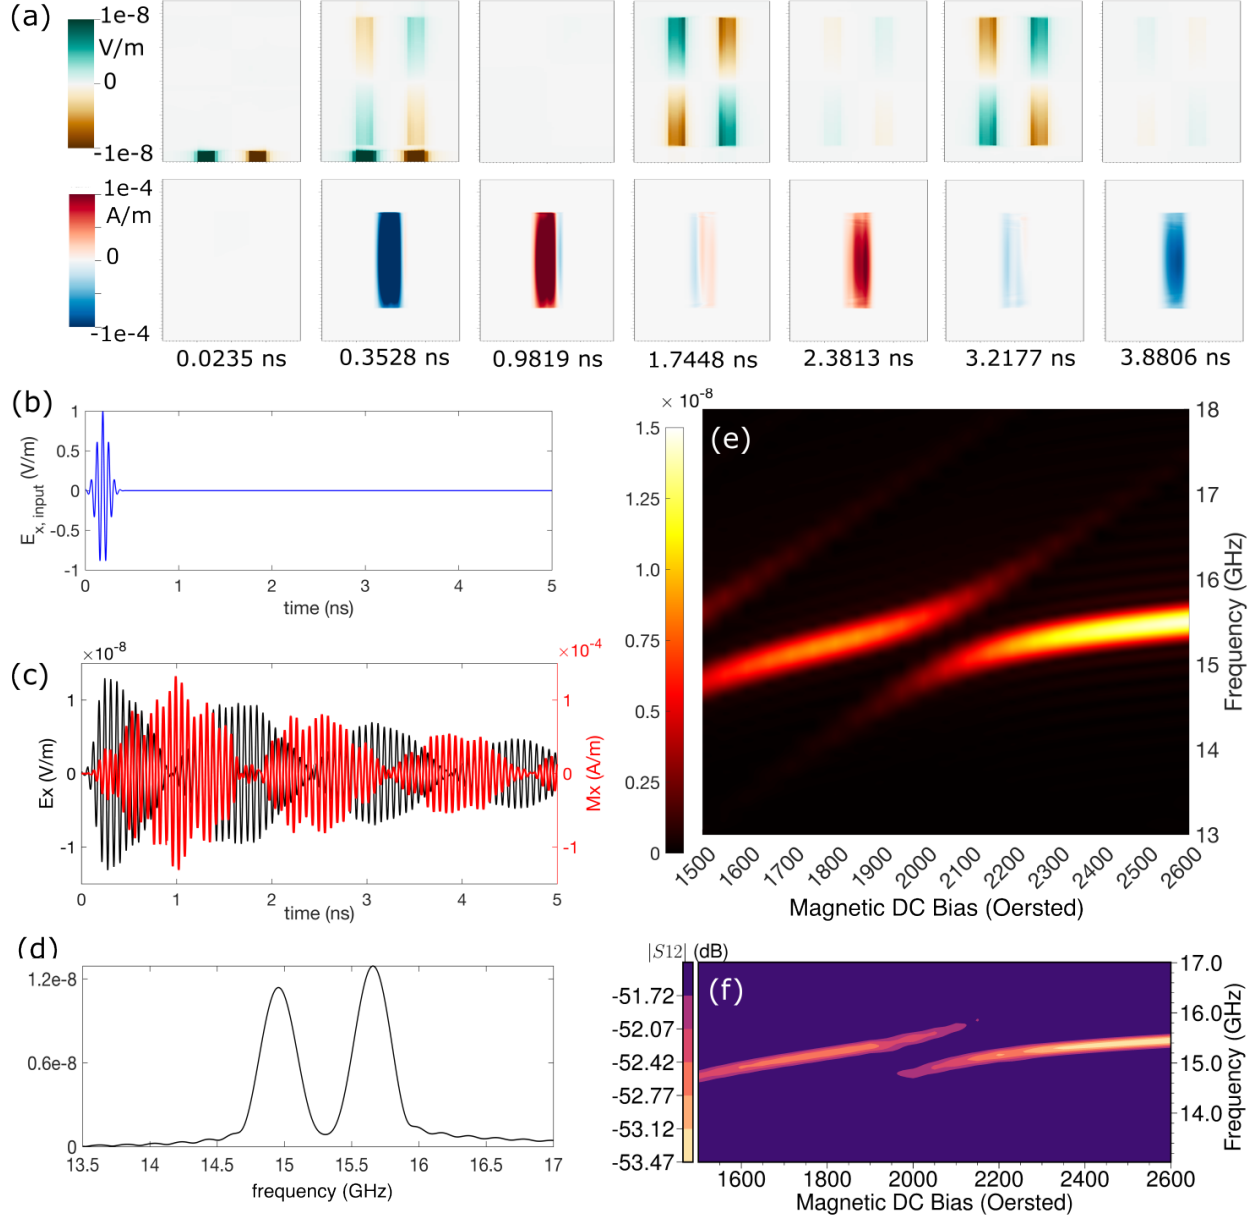 (a)
1e-8
V/m
0
-1e-8
1e-4
A/m
0
-1e-4
0.0235 ns
0.3528 ns
0.9819 ns
1.7448 ns
2.3813 ns
3.2177 ns
3.8806 ns
(b)
1
0.5
0
-0.5
-1
E x, input (V/m)
0 1 2 3 4 5
time (ns)
(c)
×10⁻⁸
×10⁻⁴
1
0
-1
Ex (V/m)
1
0
-1
Mx (A/m)
0 1 2 3 4 5
time (ns)
(d)
1.2e-8
0.6e-8
0
13.5 14 14.5 15 15.5 16 16.5 17
frequency (GHz)
× 10⁻⁸
1.5
1.25
1.0
0.75
0.5
0.25
0
(e)
18
17
16
15
14
13
Frequency (GHz)
1500 1600 1700 1800 1900 2000 2100 2200 2300 2400 2500 2600
Magnetic DC Bias (Oersted)
|S12| (dB)
-51.72
-52.07
-52.42
-52.77
-53.12
-53.47
(f)
17.0
16.0
15.0
14.0
Frequency (GHz)
1600 1800 2000 2200 2400 2600
Magnetic DC Bias (Oersted)